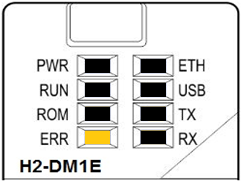 PWR ETH
RUN USB
ROM TX
ERR RX
H2-DM1E